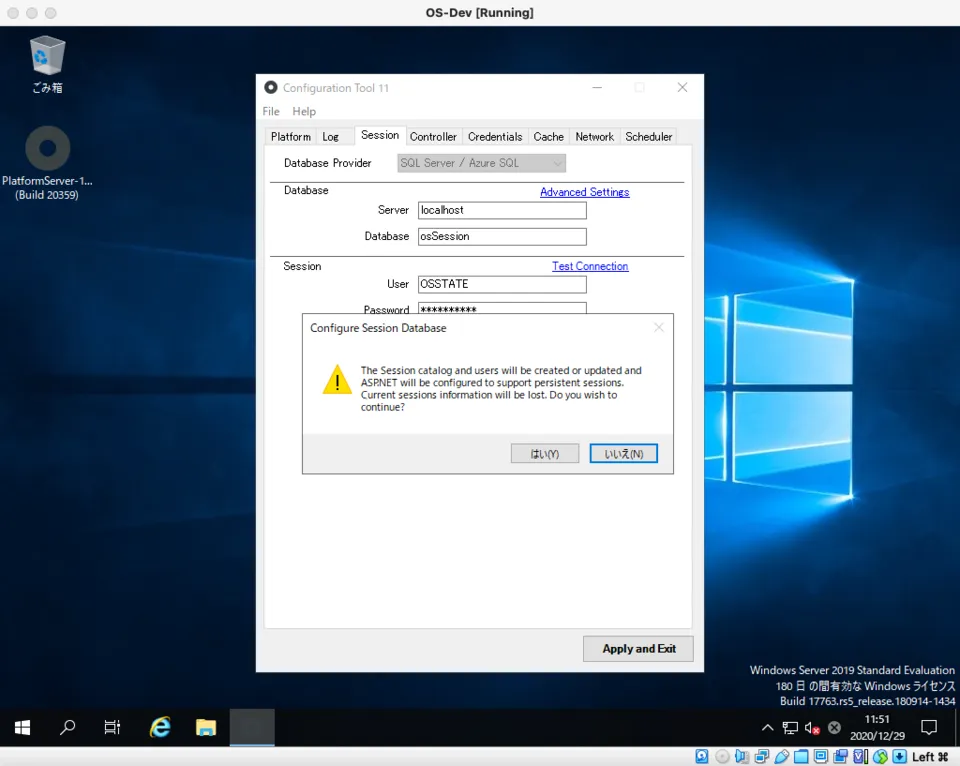 OS-Dev [Running]
ごみ箱
PlatformServer-1...
(Build 20359)
Configuration Tool 11
File Help
Platform Log Session Controller Credentials Cache Network Scheduler
Database Provider SQL Server / Azure SQL
Database Advanced Settings
Server localhost
Database osSession
Session Test Connection
User OSSTATE
Password **********
Configure Session Database
The Session catalog and users will be created or updated and
ASP.NET will be configured to support persistent sessions.
Current sessions information will be lost. Do you wish to
continue?
はい(Y) いいえ(N)
Apply and Exit
Windows Server 2019 Standard Evaluation
180 日 の間有効な Windows ライセンス
Build 17763.rs5_release.180914-1434
11:51
2020/12/29
Left ⌘